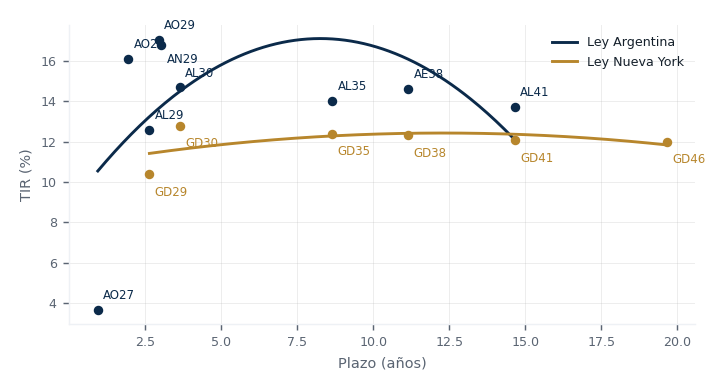 AO29
AN29
AL30
AL29
GD30
GD29
AO27
AL35
GD35
AE38
GD38
AL41
GD41
GD46
Ley Argentina
Ley Nueva York
TIR (%)
16
14
12
10
8
6
4
2.5
5.0
7.5
10.0
12.5
15.0
17.5
20.0
Plazo (años)